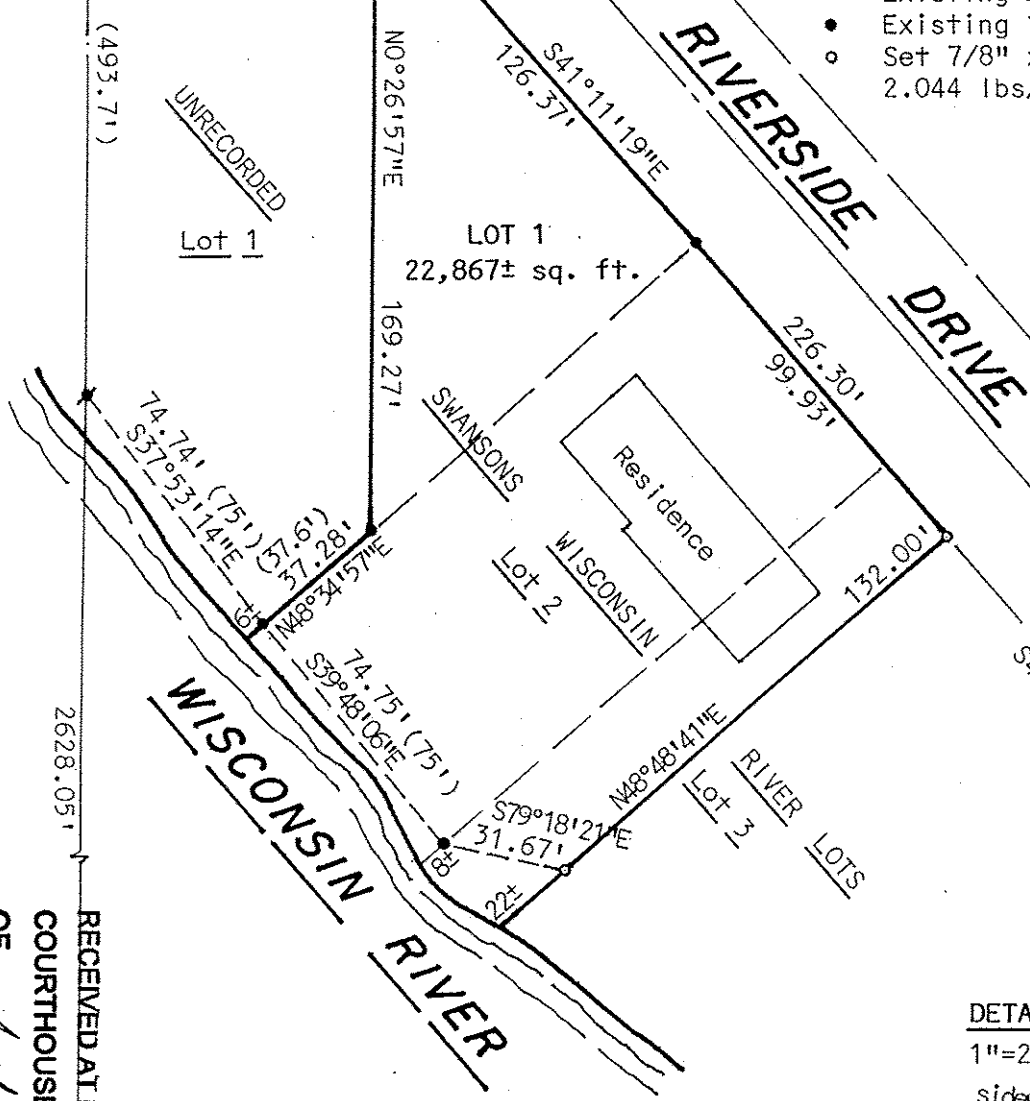 Existing
● Existing
○ Set 7/8"
2.044 lbs/
RIVERSIDE
DRIVE
(493.7')
UNRECORDED
Lot 1
N0°26'57"E
169.27'
S41°11'19"E
126.37'
LOT 1
22,867± sq. ft.
226.30'
99.93'
SWANSONS
Residence
WISCONSIN
Lot 2
132.00'
74.74' (75')
S37°53'14"E
(37.6')
37.28'
N48°34'57"E
6±
74.75' (75')
S39°48'06"E
N48°48'41"E
RIVER LOTS
Lot 3
S79°18'21"E
31.67'
8±
22±
WISCONSIN
RIVER
2628.05'
RECEIVED AT
COURTHOUSE
OF
DETA
1"=2
side